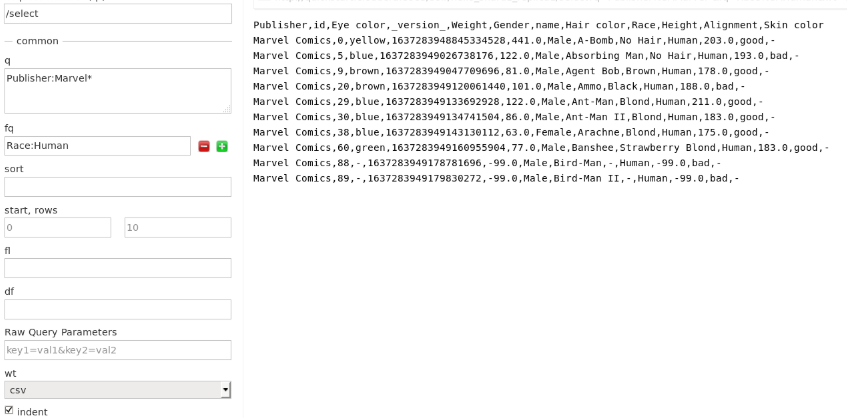 /select
common
q
Publisher:Marvel*
fq
Race:Human
sort
start, rows
0
10
fl
df
Raw Query Parameters
key1=val1&key2=val2
wt
csv
indent
Publisher,id,Eye color,_version_,Weight,Gender,name,Hair color,Race,Height,Alignment,Skin color
Marvel Comics,0,yellow,1637283948845334528,441.0,Male,A-Bomb,No Hair,Human,203.0,good,-
Marvel Comics,5,blue,1637283949026738176,122.0,Male,Absorbing Man,No Hair,Human,193.0,bad,-
Marvel Comics,9,brown,1637283949047709696,81.0,Male,Agent Bob,Brown,Human,178.0,good,-
Marvel Comics,20,brown,1637283949120061440,101.0,Male,Ammo,Black,Human,188.0,bad,-
Marvel Comics,29,blue,1637283949133692928,122.0,Male,Ant-Man,Blond,Human,211.0,good,-
Marvel Comics,30,blue,1637283949134741504,86.0,Male,Ant-Man II,Blond,Human,183.0,good,-
Marvel Comics,38,blue,1637283949143130112,63.0,Female,Arachne,Blond,Human,175.0,good,-
Marvel Comics,60,green,1637283949160955904,77.0,Male,Banshee,Strawberry Blond,Human,183.0,good,-
Marvel Comics,88,-,1637283949178781696,-99.0,Male,Bird-Man,-,Human,-99.0,bad,-
Marvel Comics,89,-,1637283949179830272,-99.0,Male,Bird-Man II,-,Human,-99.0,bad,-